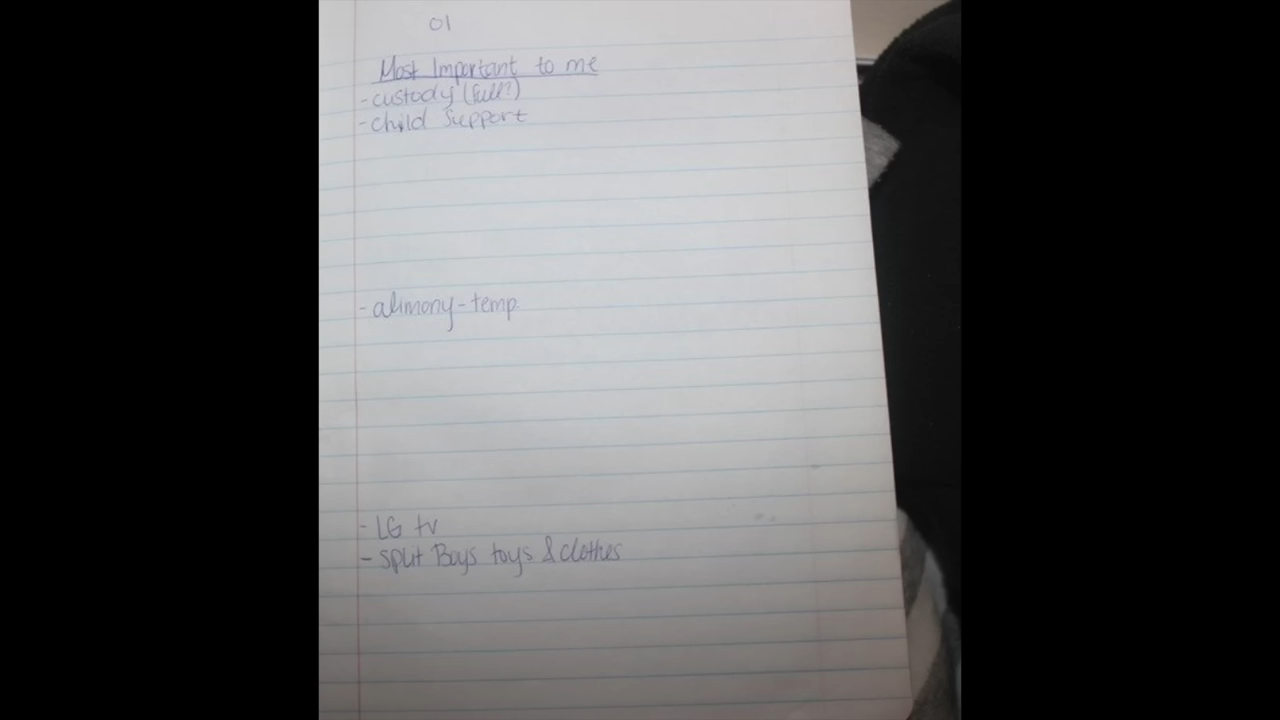 01
Most Important to me
-custody (full?)
-child Support
-alimony-temp.
-LG tv
-split Boys toys & clothes